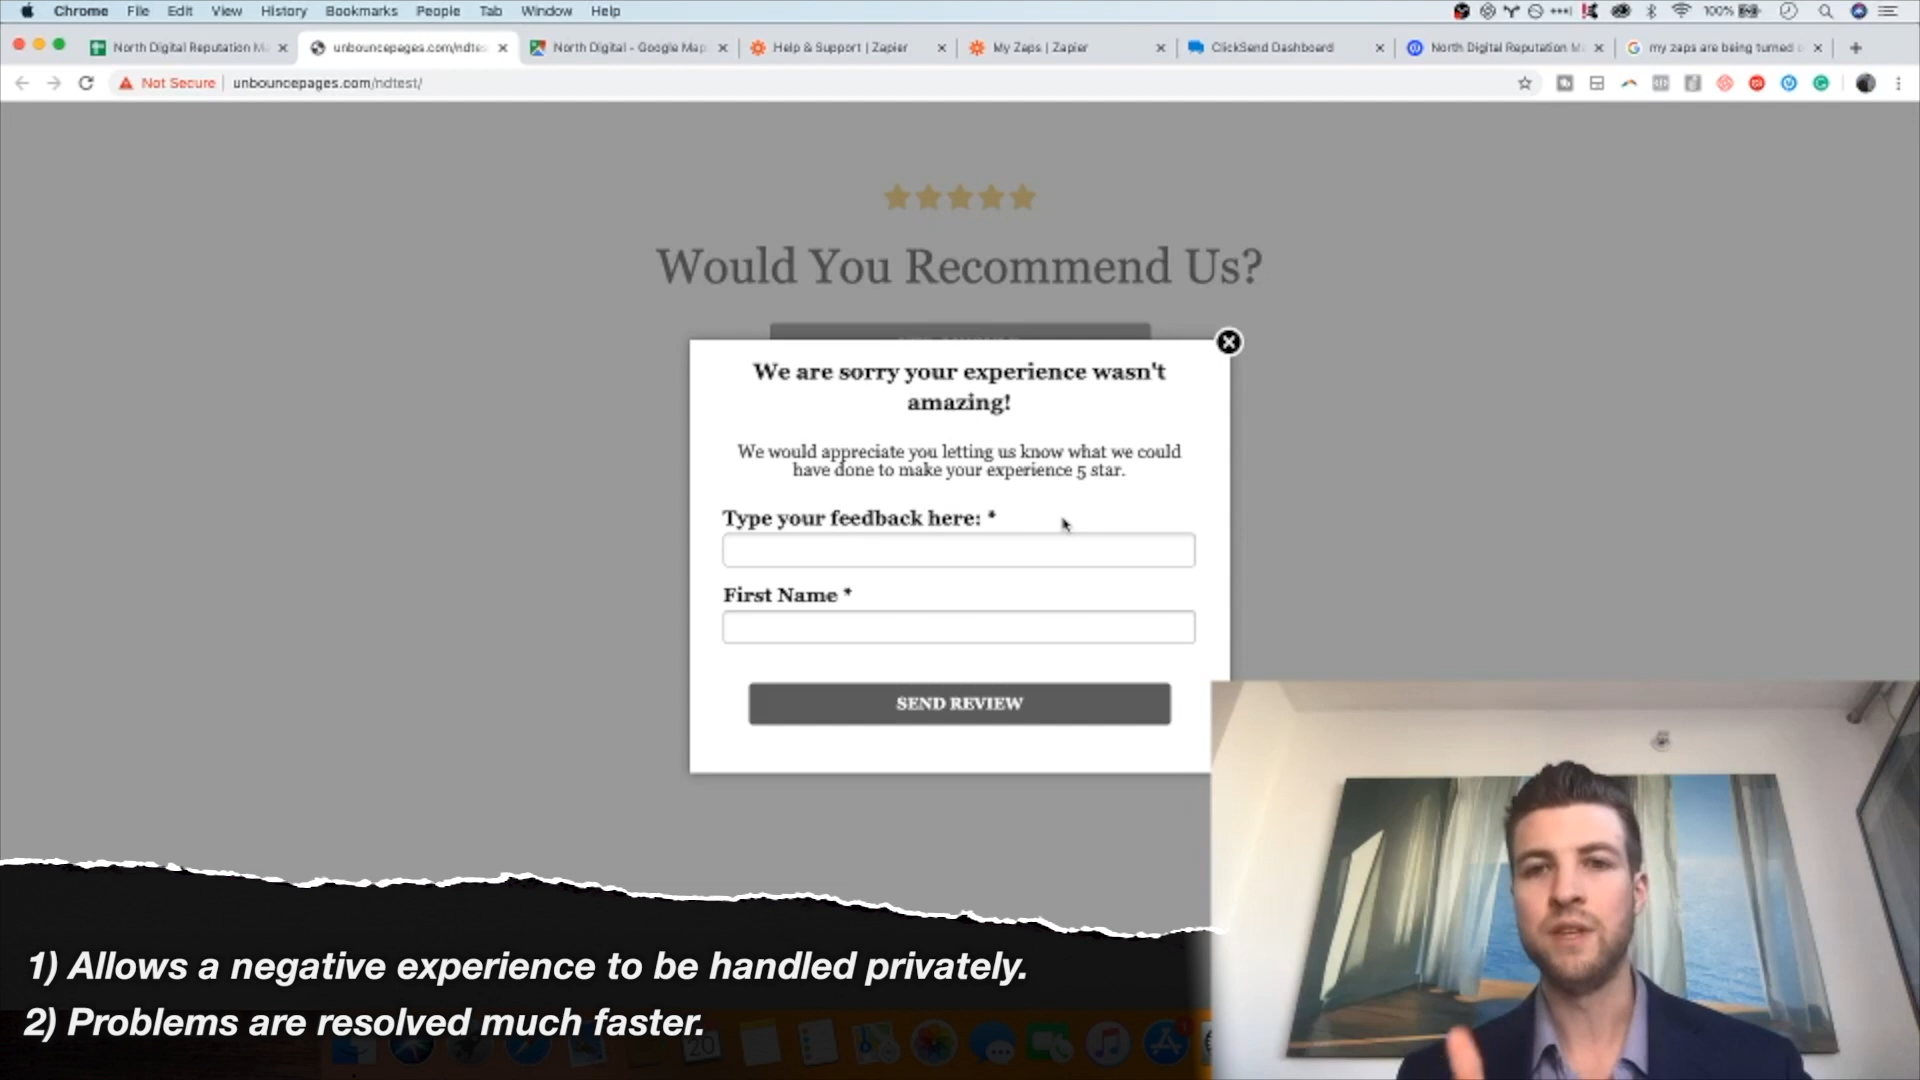 Chrome File Edit View History Bookmarks People Tab Window Help
100%
North Digital Reputation M
unbouncepages.com/ndtes
North Digital - Google Map
Help & Support | Zapier
My Zaps | Zapier
ClickSend Dashboard
North Digital Reputation M
my zaps are being turned
Not Secure
unbouncepages.com/ndtest/
Would You Recommend Us?
We are sorry your experience wasn't
amazing!
We would appreciate you letting us know what we could
have done to make your experience 5 star.
Type your feedback here: *
First Name *
SEND REVIEW
1) Allows a negative experience to be handled privately.
2) Problems are resolved much faster.
20